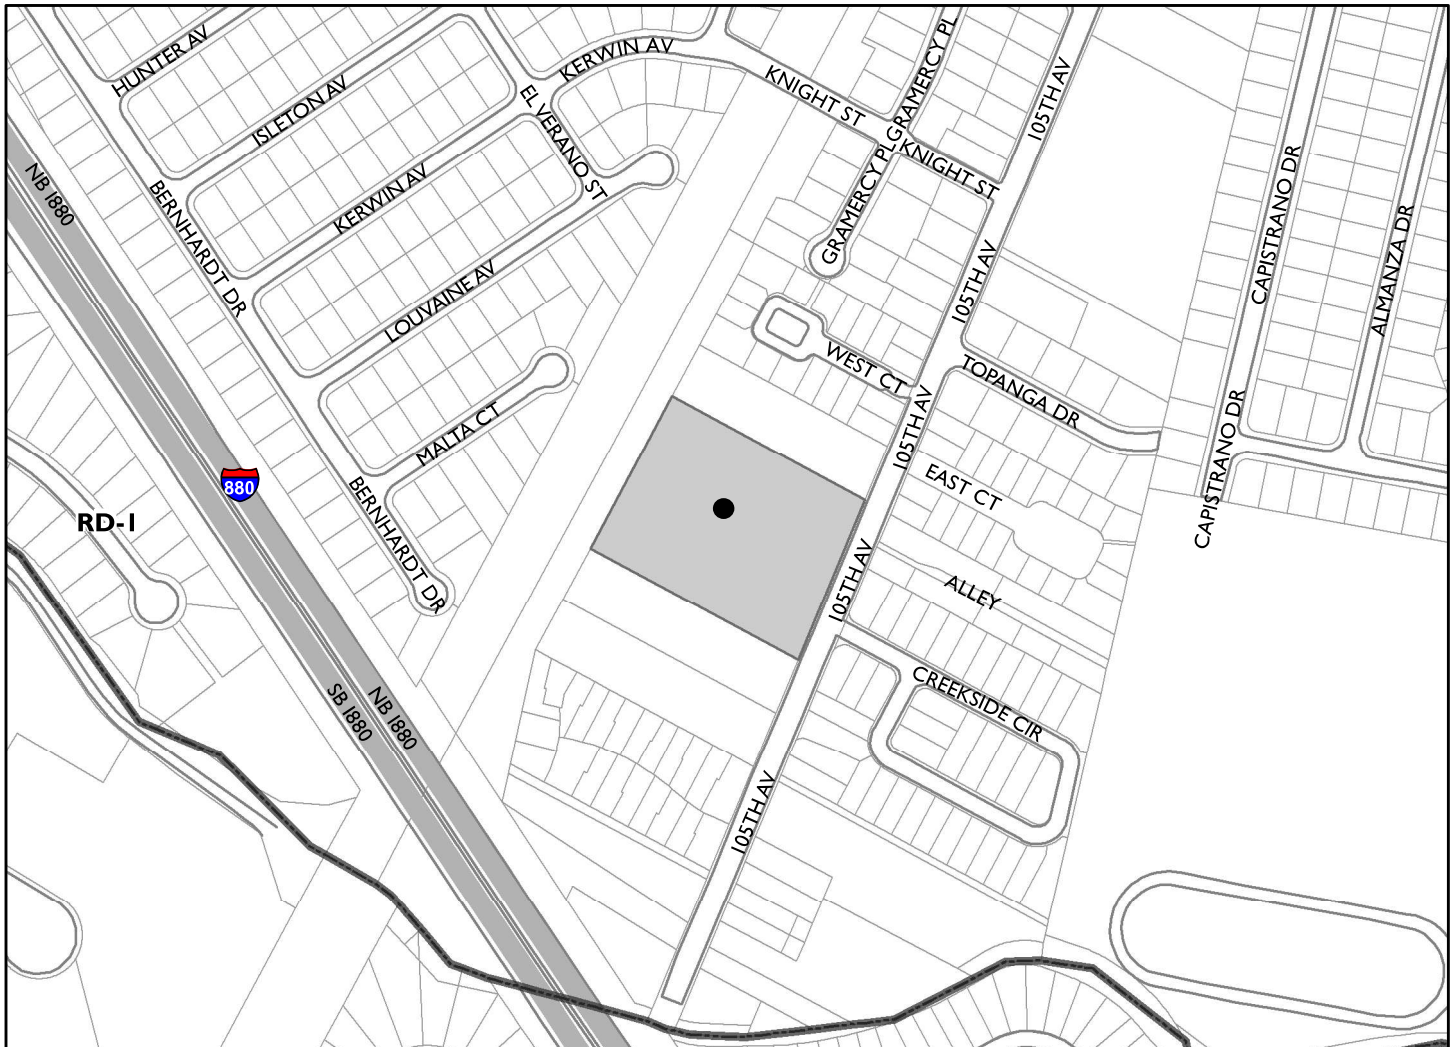 HUNTER AV
ISLETON AV
KERWIN AV
KNIGHT ST
GRAMERCY PL
105TH AV
EL VERANO ST
KNIGHT ST
GRAMERCY PL
NB I880
BERNHARDT DR
KERWIN AV
CAPISTRANO DR
ALMANZA DR
LOUVAINE AV
105TH AV
WEST CT
TOPANGA DR
MALTA CT
105TH AV
CAPISTRANO DR
EAST CT
880
RD-1
BERNHARDT DR
105TH AV
ALLEY
CREEKSIDE CIR
SB I880
NB I880
105TH AV